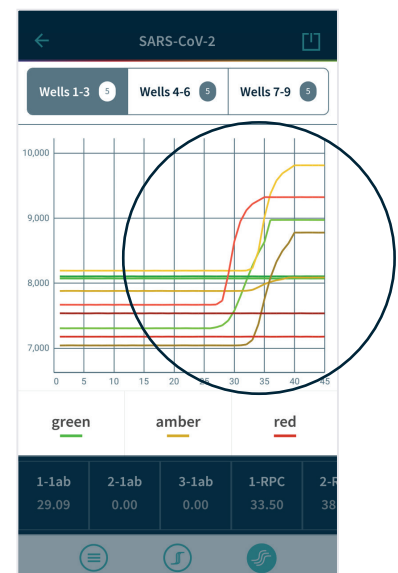 SARS-CoV-2
Wells 1-3 5 Wells 4-6 5 Wells 7-9 5
10,000
9,000
8,000
7,000
0 5 10 15 20 25 30 35 40 45
green amber red
1-1ab 2-1ab 3-1ab 1-RPC 2-R
29.09 0.00 0.00 33.50 38